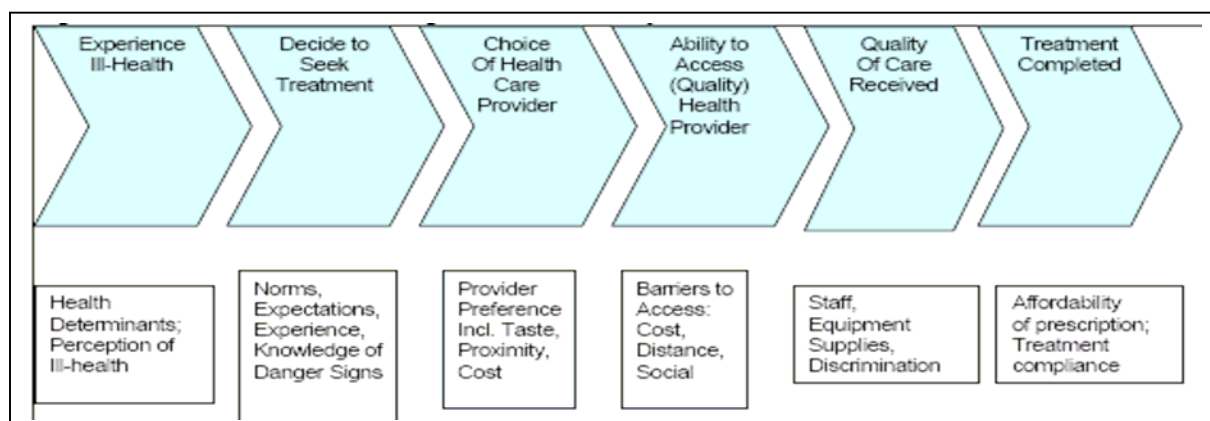 Experience
Ill-Health
Decide to
Seek
Treatment
Choice
Of Health
Care
Provider
Ability to
Access
(Quality)
Health
Provider
Quality
Of Care
Received
Treatment
Completed
Health
Determinants;
Perception of
Ill-health
Norms,
Expectations,
Experience,
Knowledge of
Danger Signs
Provider
Preference
Incl. Taste,
Proximity,
Cost
Barriers to
Access:
Cost,
Distance,
Social
Staff,
Equipment
Supplies,
Discrimination
Affordability
of prescription;
Treatment
compliance